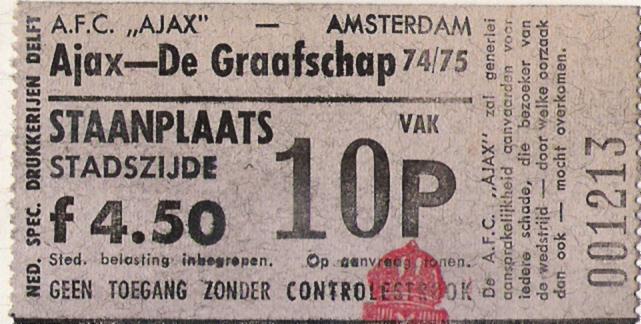 NED. SPEC. DRUKKERIJEN DELFT
A.F.C. „AJAX” — AMSTERDAM
Ajax—De Graafschap 74/75
STAANPLAATS
STADSZIJDE
f 4.50
VAK
10P
Sted. belasting inbegrepen. Op aanvraag tonen.
GEEN TOEGANG ZONDER CONTROLESTROOK
De A.F.C. „AJAX” zal generlei
aansprakelijkheid aanvaarden voor
iedere schade, die bezoeker van
de wedstrijd — door welke oorzaak
dan ook — mocht overkomen.
001213